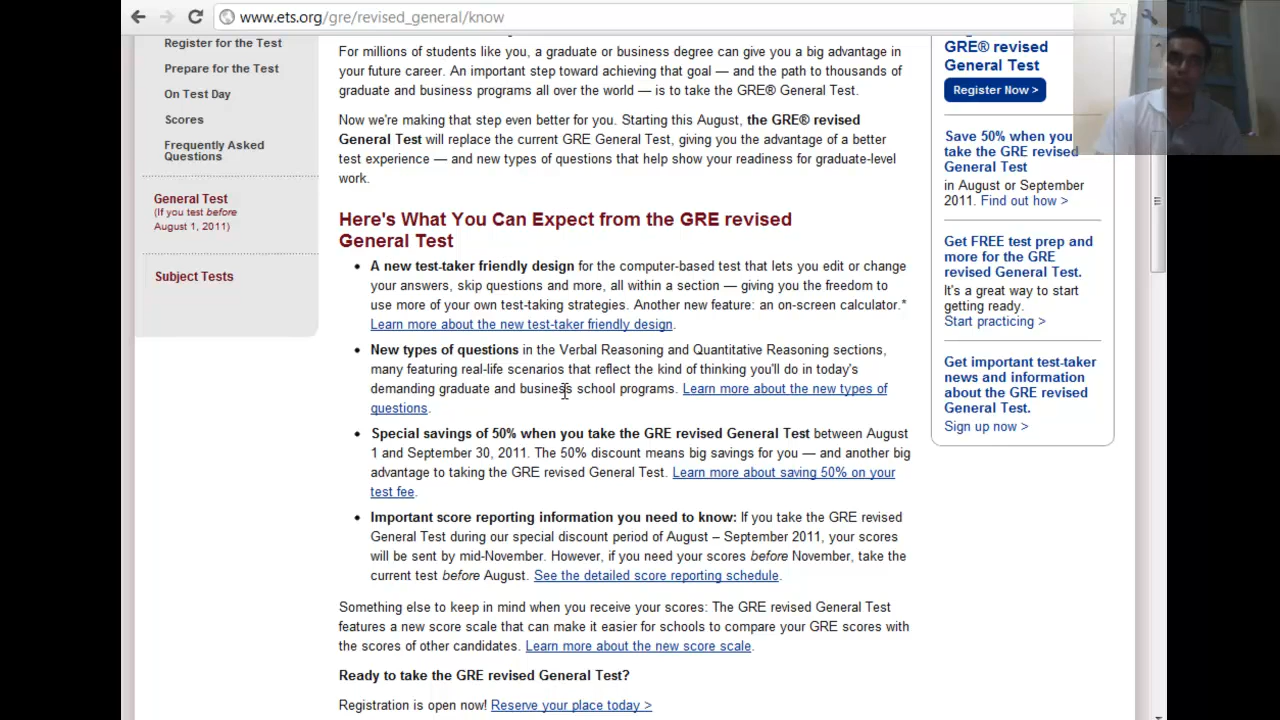 www.ets.org/gre/revised_general/know
Register for the Test
Prepare for the Test
On Test Day
Scores
Frequently Asked
Questions
General Test
(If you test before
August 1, 2011)
Subject Tests
For millions of students like you, a graduate or business degree can give you a big advantage in
your future career. An important step toward achieving that goal — and the path to thousands of
graduate and business programs all over the world — is to take the GRE® General Test.
Now we're making that step even better for you. Starting this August, the GRE® revised
General Test will replace the current GRE General Test, giving you the advantage of a better
test experience — and new types of questions that help show your readiness for graduate-level
work.
Here's What You Can Expect from the GRE revised
General Test
• A new test-taker friendly design for the computer-based test that lets you edit or change
your answers, skip questions and more, all within a section — giving you the freedom to
use more of your own test-taking strategies. Another new feature: an on-screen calculator.*
Learn more about the new test-taker friendly design.
• New types of questions in the Verbal Reasoning and Quantitative Reasoning sections,
many featuring real-life scenarios that reflect the kind of thinking you'll do in today's
demanding graduate and business school programs. Learn more about the new types of
questions.
• Special savings of 50% when you take the GRE revised General Test between August
1 and September 30, 2011. The 50% discount means big savings for you — and another big
advantage to taking the GRE revised General Test. Learn more about saving 50% on your
test fee.
• Important score reporting information you need to know: If you take the GRE revised
General Test during our special discount period of August – September 2011, your scores
will be sent by mid-November. However, if you need your scores before November, take the
current test before August. See the detailed score reporting schedule.
Something else to keep in mind when you receive your scores: The GRE revised General Test
features a new score scale that can make it easier for schools to compare your GRE scores with
the scores of other candidates. Learn more about the new score scale.
Ready to take the GRE revised General Test?
Registration is open now! Reserve your place today >
GRE® revised
General Test
Register Now >
Save 50% when you
take the GRE revised
General Test
in August or September
2011. Find out how >
Get FREE test prep and
more for the GRE
revised General Test.
It's a great way to start
getting ready.
Start practicing >
Get important test-taker
news and information
about the GRE revised
General Test.
Sign up now >